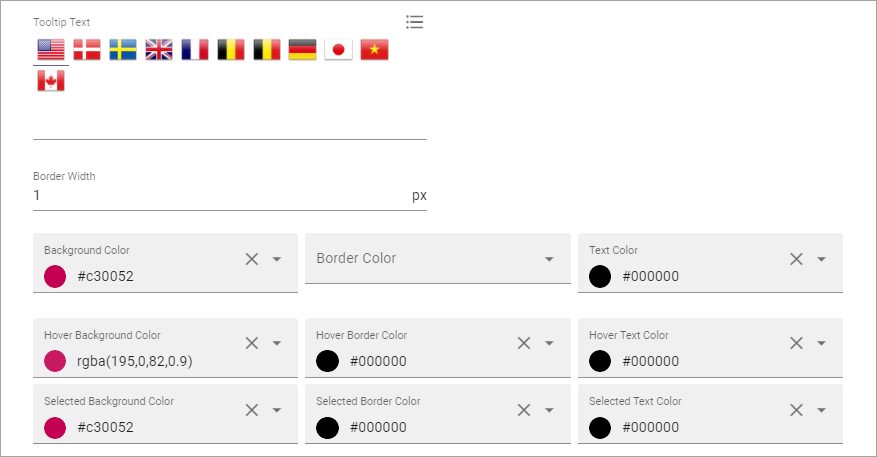 Tooltip Text
Border Width
1 px
Background Color
#c30052
Border Color
Text Color
#000000
Hover Background Color
rgba(195,0,82,0.9)
Hover Border Color
#000000
Hover Text Color
#000000
Selected Background Color
#c30052
Selected Border Color
#000000
Selected Text Color
#000000